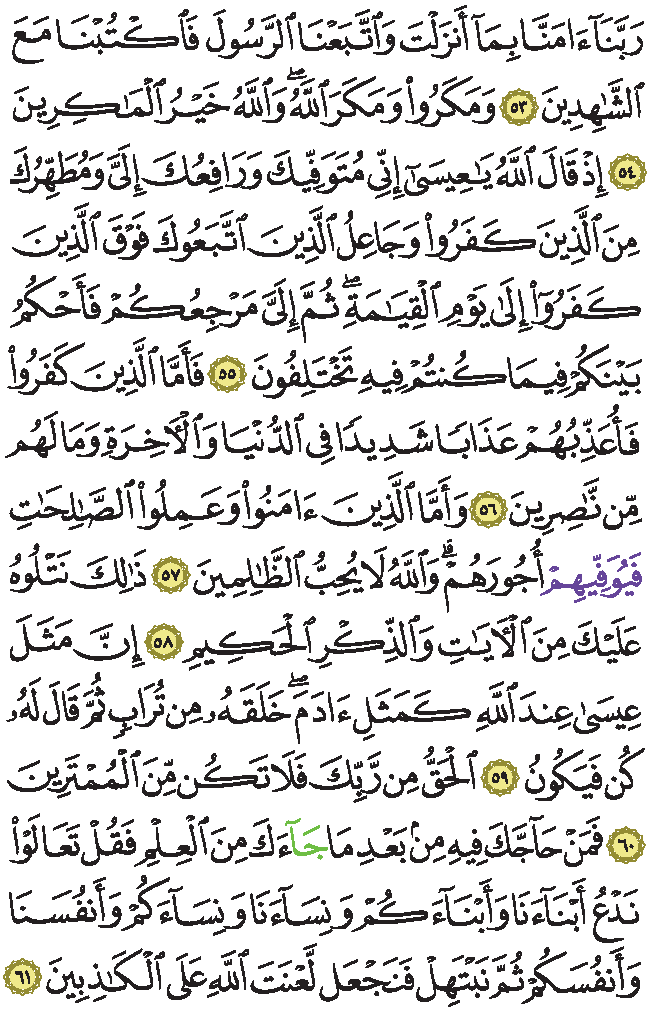 رَبَّنَآ ءَامَنَّا بِمَآ أَنزَلْتَ وَٱتَّبَعْنَا ٱلرَّسُولَ فَٱكْتُبْنَا مَعَ
ٱلشَّٰهِدِينَ ٥٣ وَمَكَرُوا۟ وَمَكَرَ ٱللَّهُۖ وَٱللَّهُ خَيْرُ ٱلْمَٰكِرِينَ
٥٤ إِذْ قَالَ ٱللَّهُ يَٰعِيسَىٰٓ إِنِّى مُتَوَفِّيكَ وَرَافِعُكَ إِلَىَّ وَمُطَهِّرُكَ
مِنَ ٱلَّذِينَ كَفَرُوا۟ وَجَاعِلُ ٱلَّذِينَ ٱتَّبَعُوكَ فَوْقَ ٱلَّذِينَ
كَفَرُوٓا۟ إِلَىٰ يَوْمِ ٱلْقِيَٰمَةِۖ ثُمَّ إِلَىَّ مَرْجِعُكُمْ فَأَحْكُمُ
بَيْنَكُمْ فِيمَا كُنتُمْ فِيهِ تَخْتَلِفُونَ ٥٥ فَأَمَّا ٱلَّذِينَ كَفَرُوا۟
فَأُعَذِّبُهُمْ عَذَابًا شَدِيدًا فِى ٱلدُّنْيَا وَٱلْءَاخِرَةِ وَمَا لَهُم
مِّن نَّٰصِرِينَ ٥٦ وَأَمَّا ٱلَّذِينَ ءَامَنُوا۟ وَعَمِلُوا۟ ٱلصَّٰلِحَٰتِ
فَيُوَفِّيهِمْ أُجُورَهُمْۗ وَٱللَّهُ لَا يُحِبُّ ٱلظَّٰلِمِينَ ٥٧ ذَٰلِكَ نَتْلُوهُ
عَلَيْكَ مِنَ ٱلْءَايَٰتِ وَٱلذِّكْرِ ٱلْحَكِيمِ ٥٨ إِنَّ مَثَلَ
عِيسَىٰ عِندَ ٱللَّهِ كَمَثَلِ ءَادَمَۖ خَلَقَهُۥ مِن تُرَابٍ ثُمَّ قَالَ لَهُۥ
كُن فَيَكُونُ ٥٩ ٱلْحَقُّ مِن رَّبِّكَ فَلَا تَكُن مِّنَ ٱلْمُمْتَرِينَ
٦٠ فَمَنْ حَآجَّكَ فِيهِ مِنۢ بَعْدِ مَا جَآءَكَ مِنَ ٱلْعِلْمِ فَقُلْ تَعَالَوْا۟
نَدْعُ أَبْنَآءَنَا وَأَبْنَآءَكُمْ وَنِسَآءَنَا وَنِسَآءَكُمْ وَأَنفُسَنَا
وَأَنفُسَكُمْ ثُمَّ نَبْتَهِلْ فَنَجْعَل لَّعْنَتَ ٱللَّهِ عَلَى ٱلْكَٰذِبِينَ ٦١